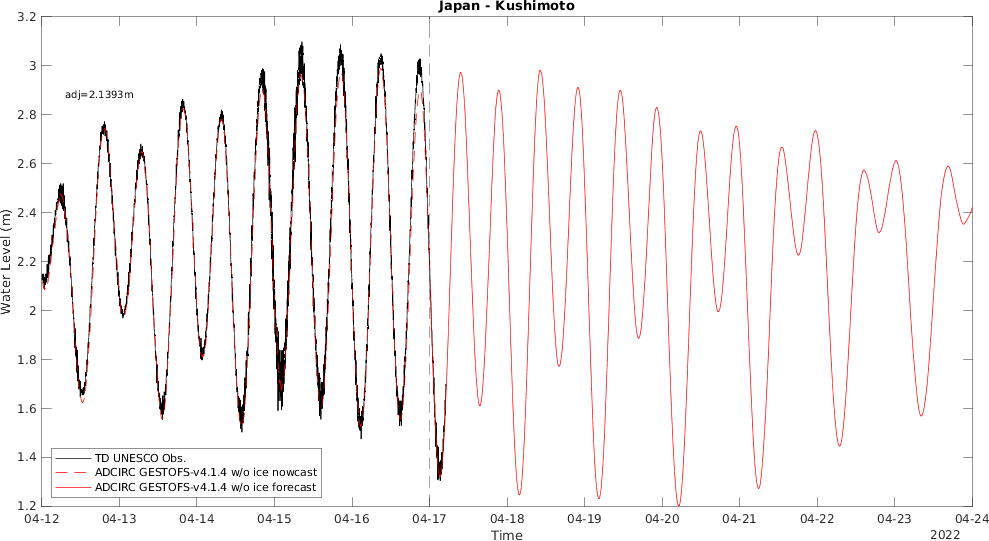 Japan - Kushimoto
3.2
3
2.8
2.6
2.4
2.2
2
1.8
1.6
1.4
1.2
Water Level (m)
adj=2.1393m
TD UNESCO Obs.
ADCIRC GESTOFS-v4.1.4 w/o ice nowcast
ADCIRC GESTOFS-v4.1.4 w/o ice forecast
04-12 04-13 04-14 04-15 04-16 04-17 04-18 04-19 04-20 04-21 04-22 04-23 04-24
Time
2022